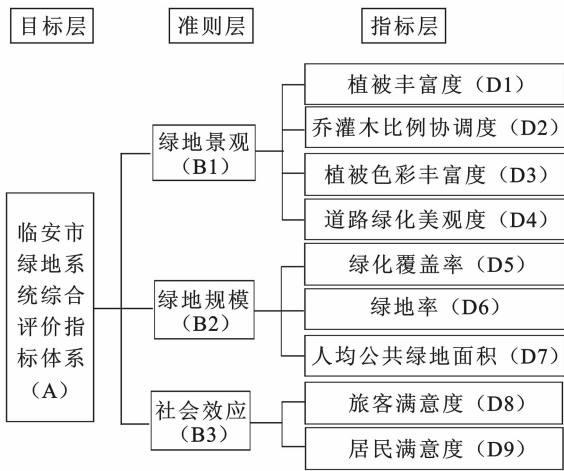 目标层
准则层
指标层
临安市
绿地系
统综合
评价指
标体系
（A）
绿地景观
（B1）
植被丰富度（D1）
乔灌木比例协调度（D2）
植被色彩丰富度（D3）
道路绿化美观度（D4）
绿地规模
（B2）
绿化覆盖率（D5）
绿地率（D6）
人均公共绿地面积（D7）
社会效应
（B3）
旅客满意度（D8）
居民满意度（D9）